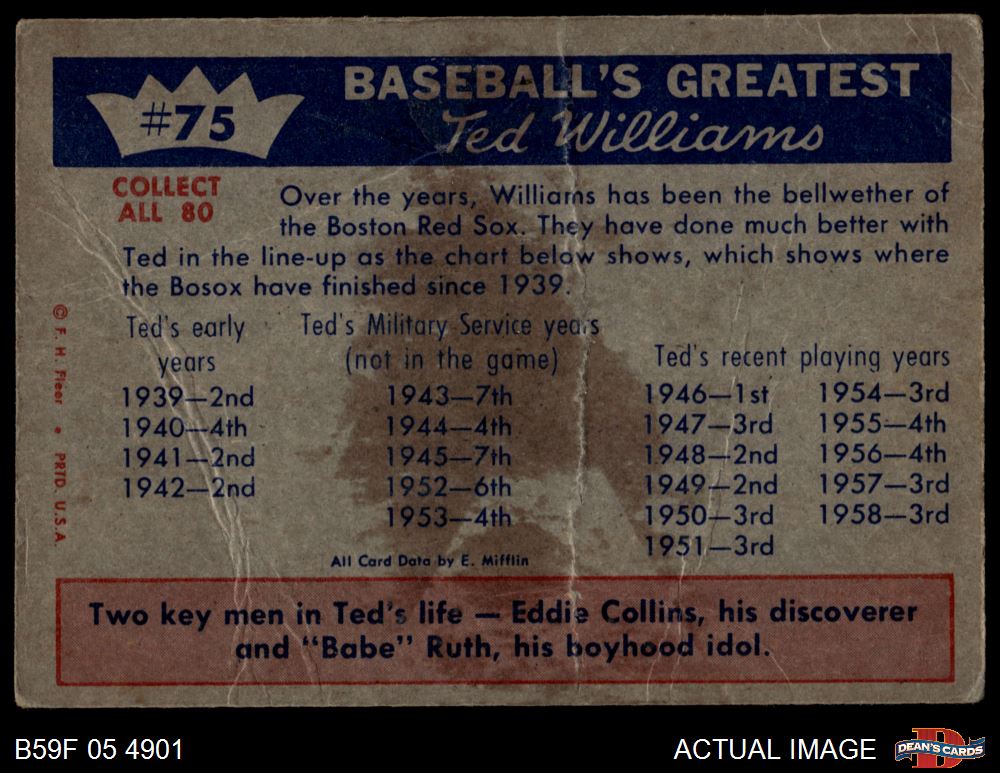 #75
BASEBALL'S GREATEST
Ted Williams
COLLECT
ALL 80
Over the years, Williams has been the bellwether of
the Boston Red Sox. They have done much better with
Ted in the line-up as the chart below shows, which shows where
the Bosox have finished since 1939.
Ted's early
years
1939—2nd
1940—4th
1941—2nd
1942—2nd
Ted's Military Service years
(not in the game)
1943—7th
1944—4th
1945—7th
1952—6th
1953—4th
Ted's recent playing years
1946—1st 1954—3rd
1947—3rd 1955—4th
1948—2nd 1956—4th
1949—2nd 1957—3rd
1950—3rd 1958—3rd
1951—3rd
All Card Data by E. Mifflin
© F. H. Fleer • PRTD. U.S.A.
Two key men in Ted's life — Eddie Collins, his discoverer
and "Babe" Ruth, his boyhood idol.
B59F 05 4901
ACTUAL IMAGE
D
DEAN'S CARDS